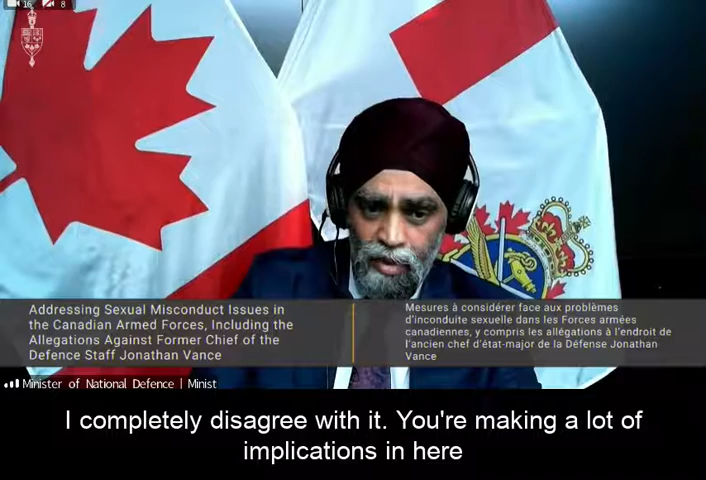 16 8
Addressing Sexual Misconduct Issues in
the Canadian Armed Forces, Including the
Allegations Against Former Chief of the
Defence Staff Jonathan Vance
Mesures à considérer face aux problèmes
d'inconduite sexuelle dans les Forces armées
canadiennes, y compris les allégations à l'endroit de
l'ancien chef d'état-major de la Défense Jonathan
Vance
Minister of National Defence | Minist
I completely disagree with it. You're making a lot of
implications in here